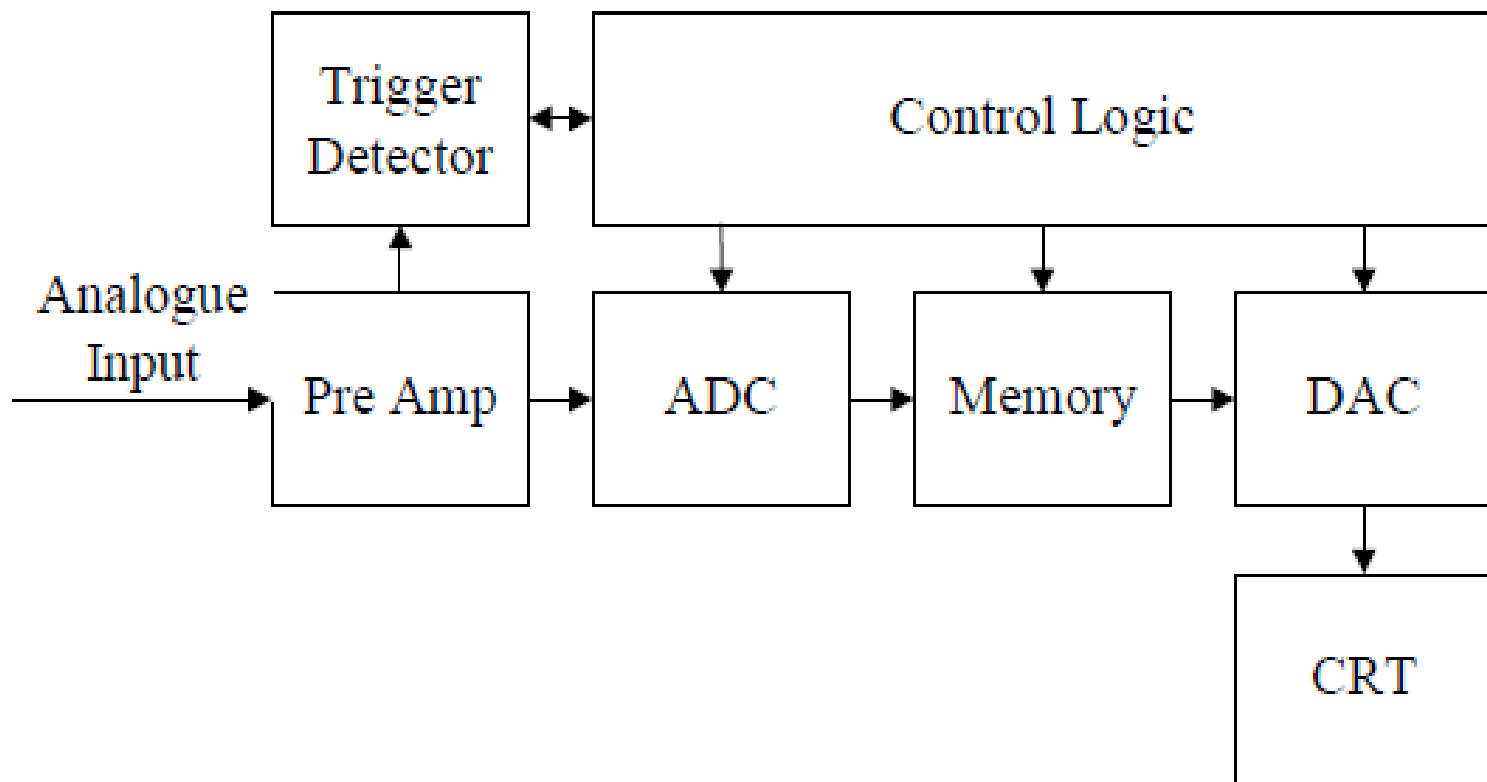 Trigger
Detector
Control Logic
Analogue
Input
Pre Amp
ADC
Memory
DAC
CRT